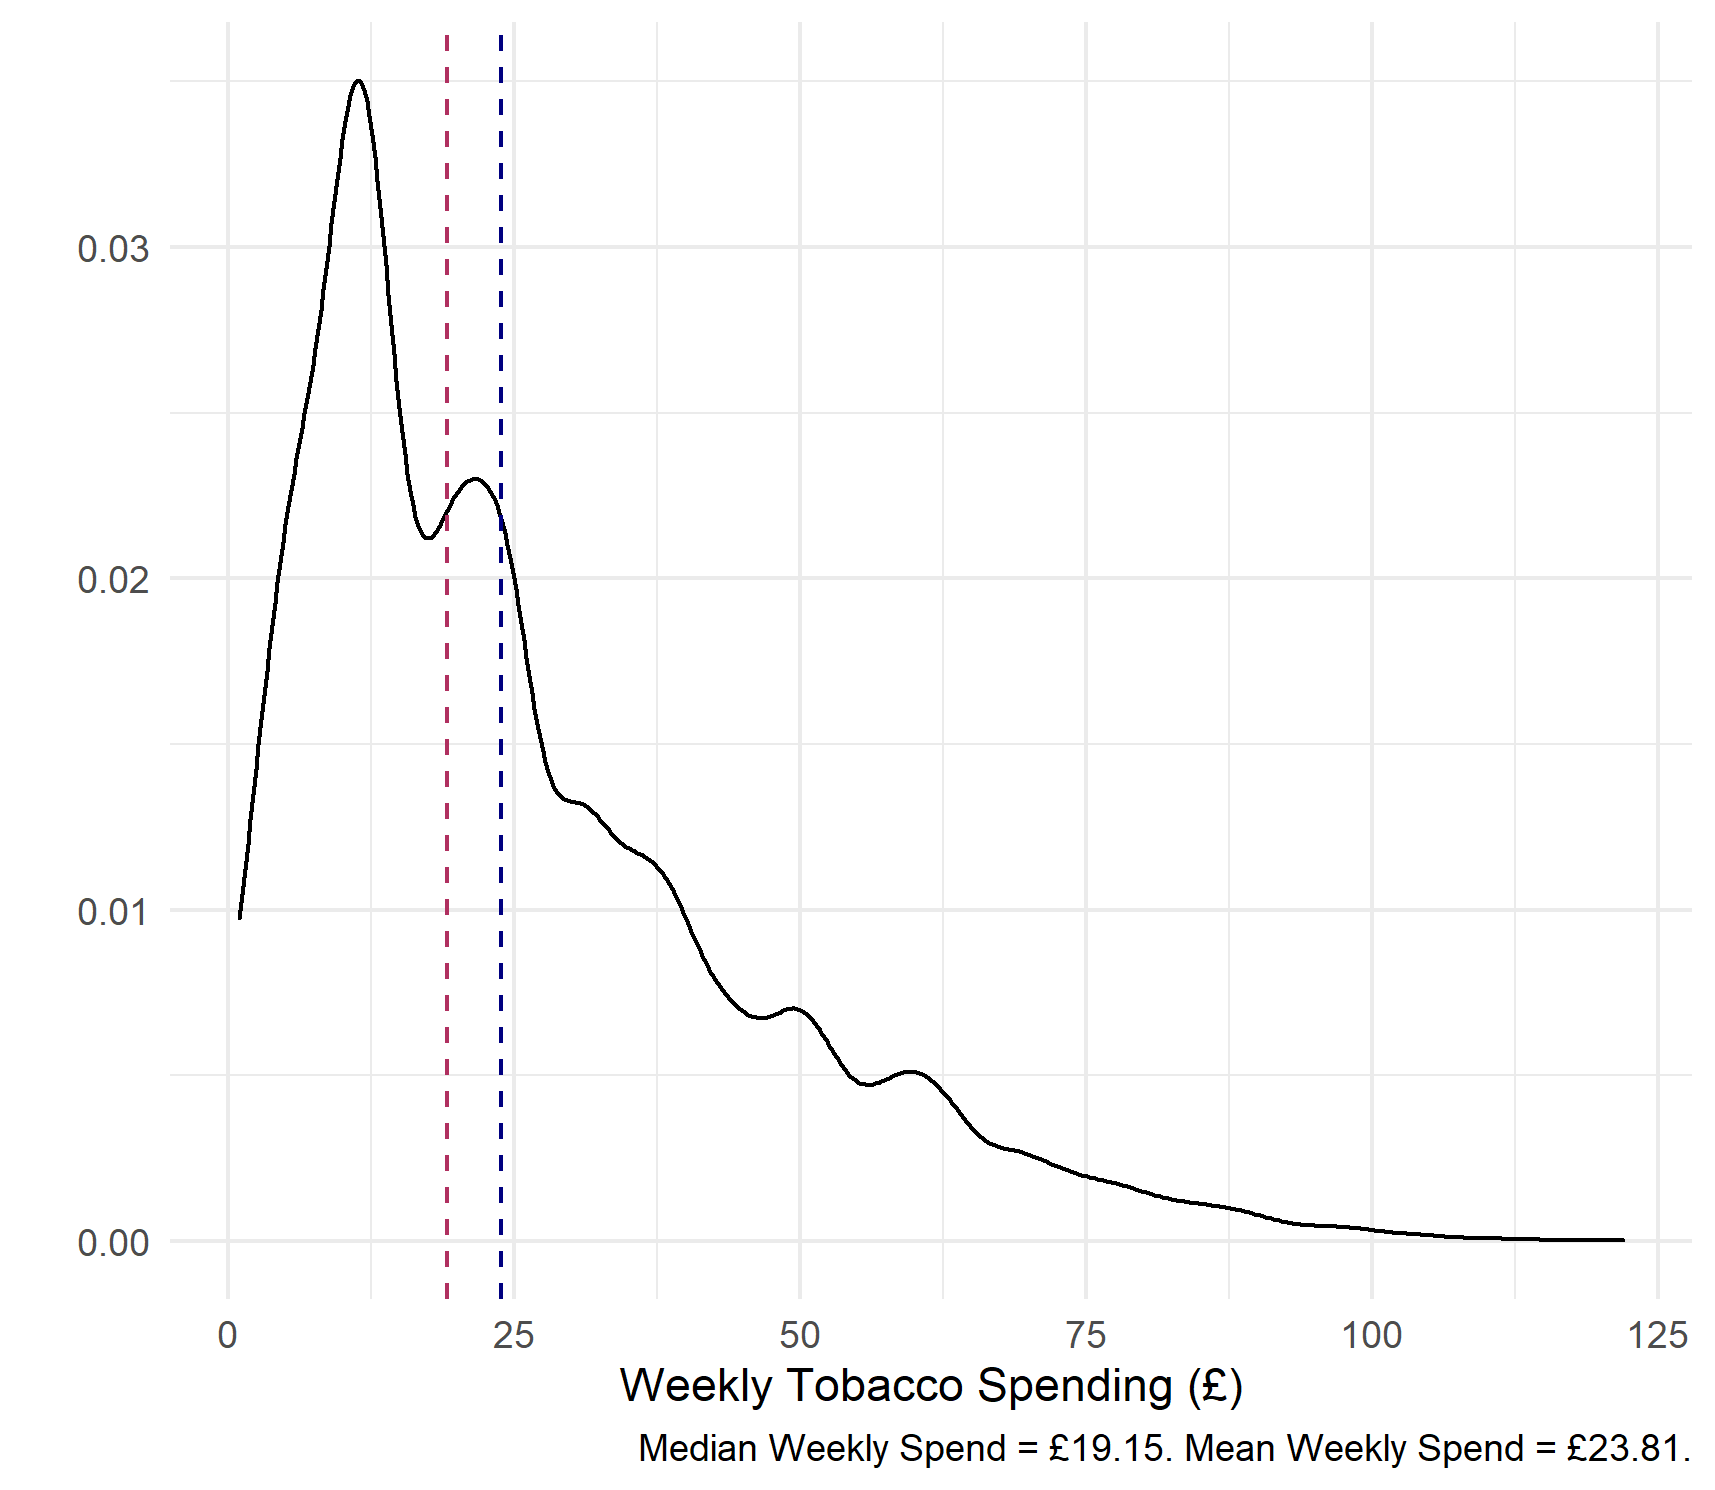 0.03
0.02
0.01
0.00
0 25 50 75 100 125
Weekly Tobacco Spending (£)
Median Weekly Spend = £19.15. Mean Weekly Spend = £23.81.